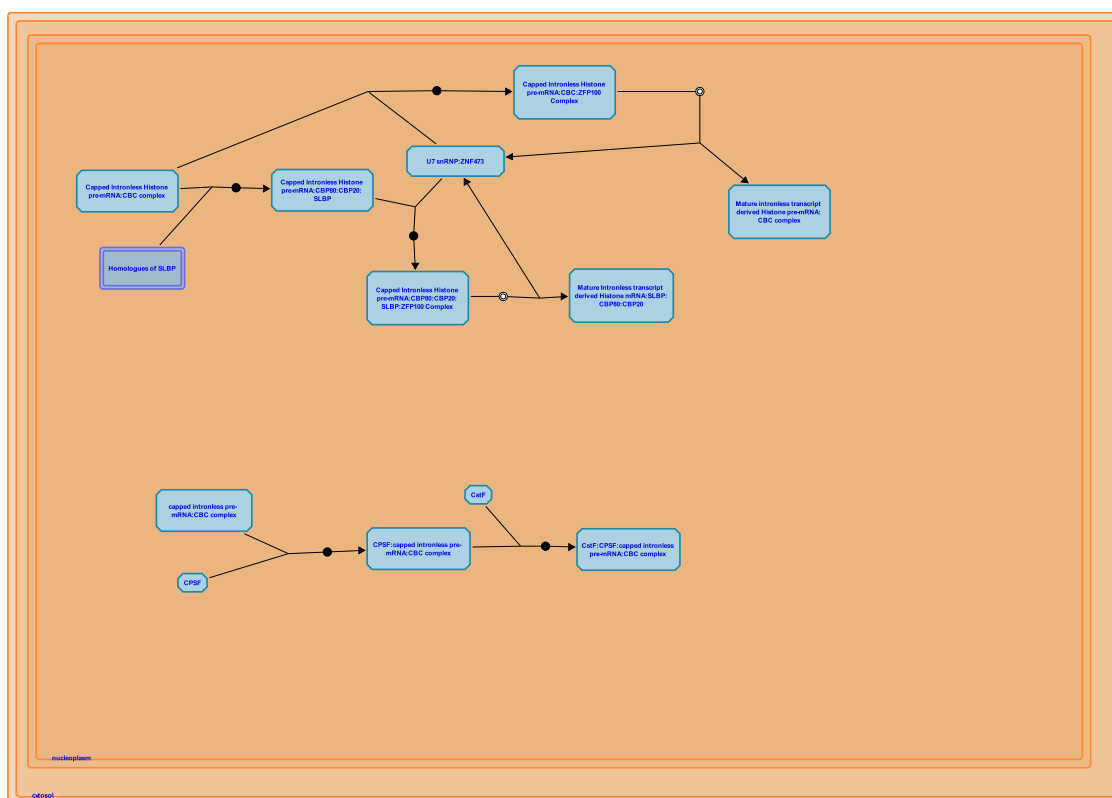 Capped Intronless Histone
pre-mRNA:CBC:ZFP100
Complex
U7 snRNP:ZNF473
Capped Intronless Histone
pre-mRNA:CBC complex
Capped Intronless Histone
pre-mRNA:CBP80:CBP20:
SLBP
Mature intronless transcript
derived Histone pre-mRNA:
CBC complex
Homologues of SLBP
Capped Intronless Histone
pre-mRNA:CBP80:CBP20:
SLBP:ZFP100 Complex
Mature Intronless transcript
derived Histone mRNA:SLBP:
CBP80:CBP20
CstF
capped intronless pre-
mRNA:CBC complex
CPSF:capped intronless pre-
mRNA:CBC complex
CstF:CPSF:capped intronless
pre-mRNA:CBC complex
CPSF
nucleoplasm
cytosol